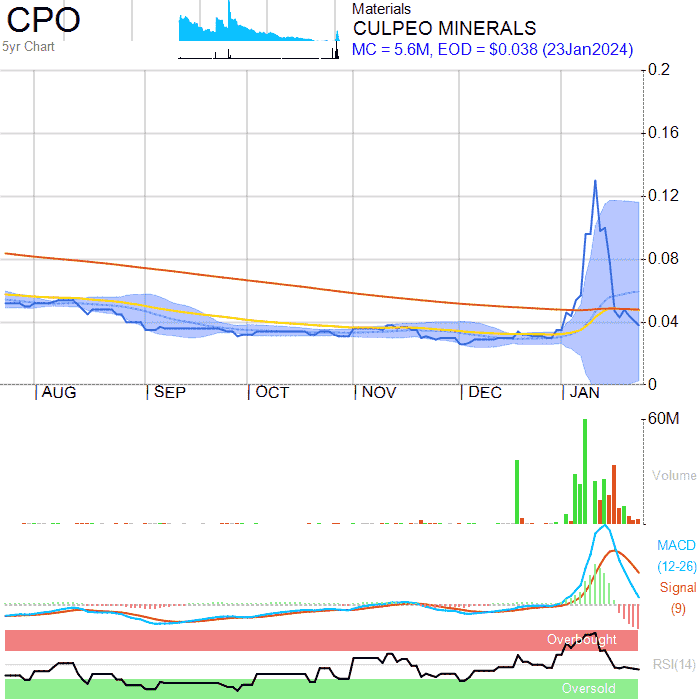 CPO
5yr Chart
Materials
CULPEO MINERALS
MC = 5.6M, EOD = $0.038 (23Jan2024)
0.2
0.16
0.12
0.08
0.04
0
AUG SEP OCT NOV DEC JAN
60M
Volume
MACD
(12-26)
Signal
(9)
Overbought
RSI(14)
Oversold